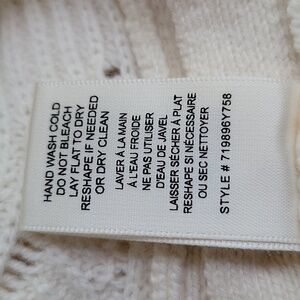 HAND WASH COLD
DO NOT BLEACH
LAY FLAT TO DRY
RESHAPE IF NEEDED
OR DRY CLEAN
LAVER À LA MAIN
À L'EAU FROIDE
NE PAS UTILISER
D'EAU DE JAVEL
LAISSER SÉCHER À PLAT
RESHAPE SI NÉCESSAIRE
OU SEC NETTOYER
STYLE # 719896Y758